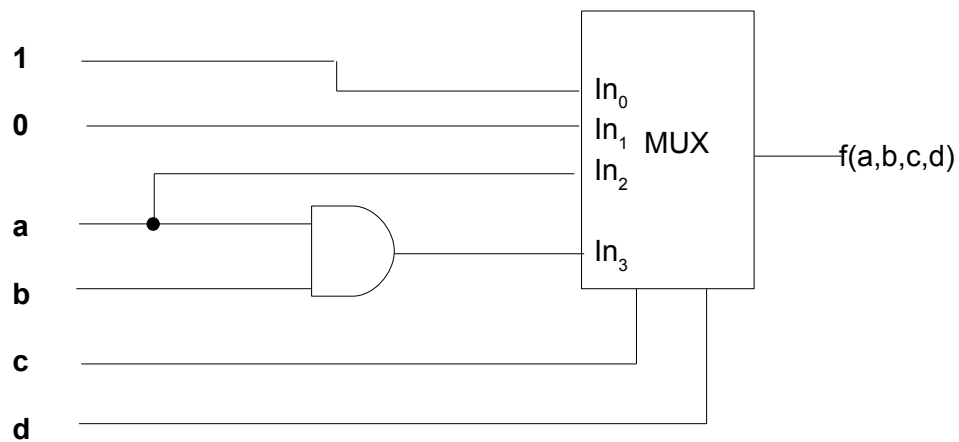 1
0
a
b
c
d
In₀
In₁
In₂
In₃
MUX
f(a,b,c,d)